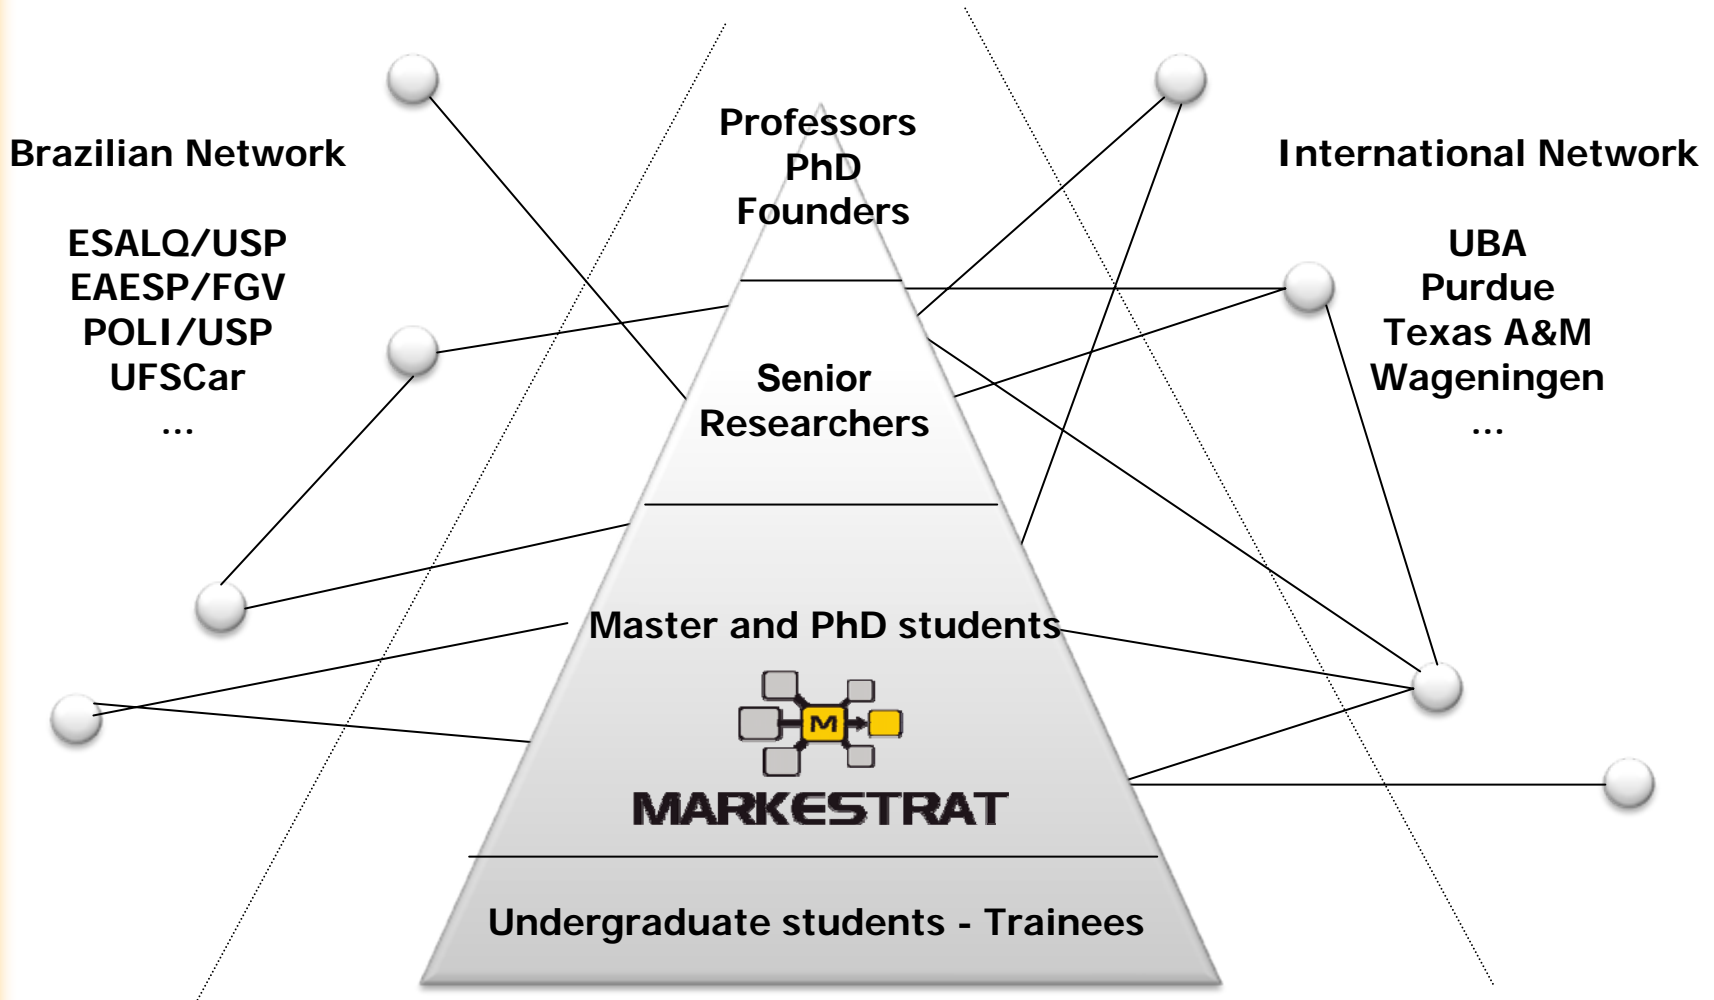 Brazilian Network
ESALQ/USP
EAESP/FGV
POLI/USP
UFSCar
...
Professors
PhD
Founders
Senior
Researchers
Master and PhD students
M
MARKESTRAT
Undergraduate students - Trainees
International Network
UBA
Purdue
Texas A&M
Wageningen
...